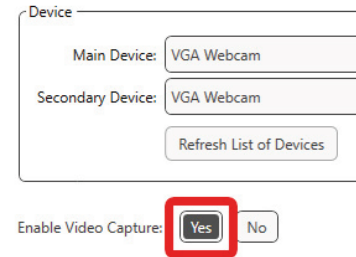 Device
Main Device: VGA Webcam
Secondary Device: VGA Webcam
Refresh List of Devices
Enable Video Capture: Yes No